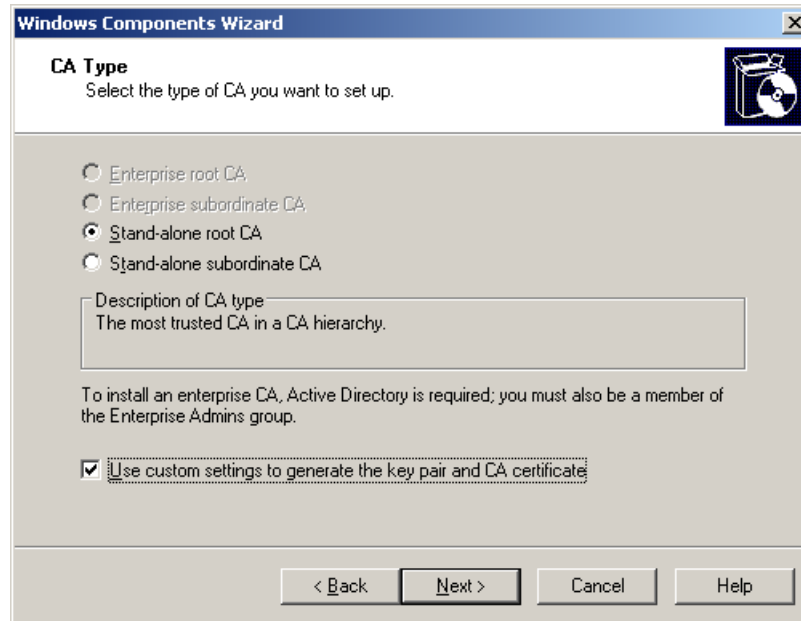 Windows Components Wizard
CA Type
Select the type of CA you want to set up.
Enterprise root CA
Enterprise subordinate CA
Stand-alone root CA
Stand-alone subordinate CA
Description of CA type
The most trusted CA in a CA hierarchy.
To install an enterprise CA, Active Directory is required; you must also be a member of
the Enterprise Admins group.
Use custom settings to generate the key pair and CA certificate
< Back Next > Cancel Help